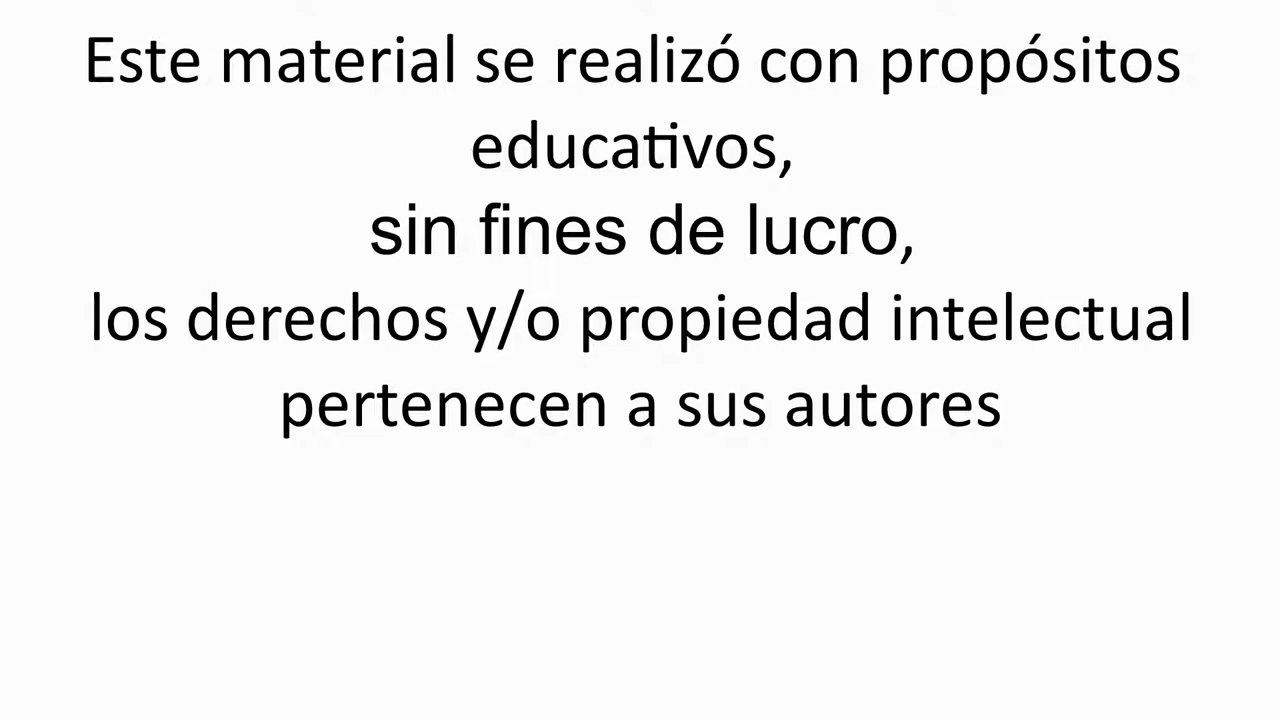 Este material se realizó con propósitos
educativos,
sin fines de lucro,
los derechos y/o propiedad intelectual
pertenecen a sus autores